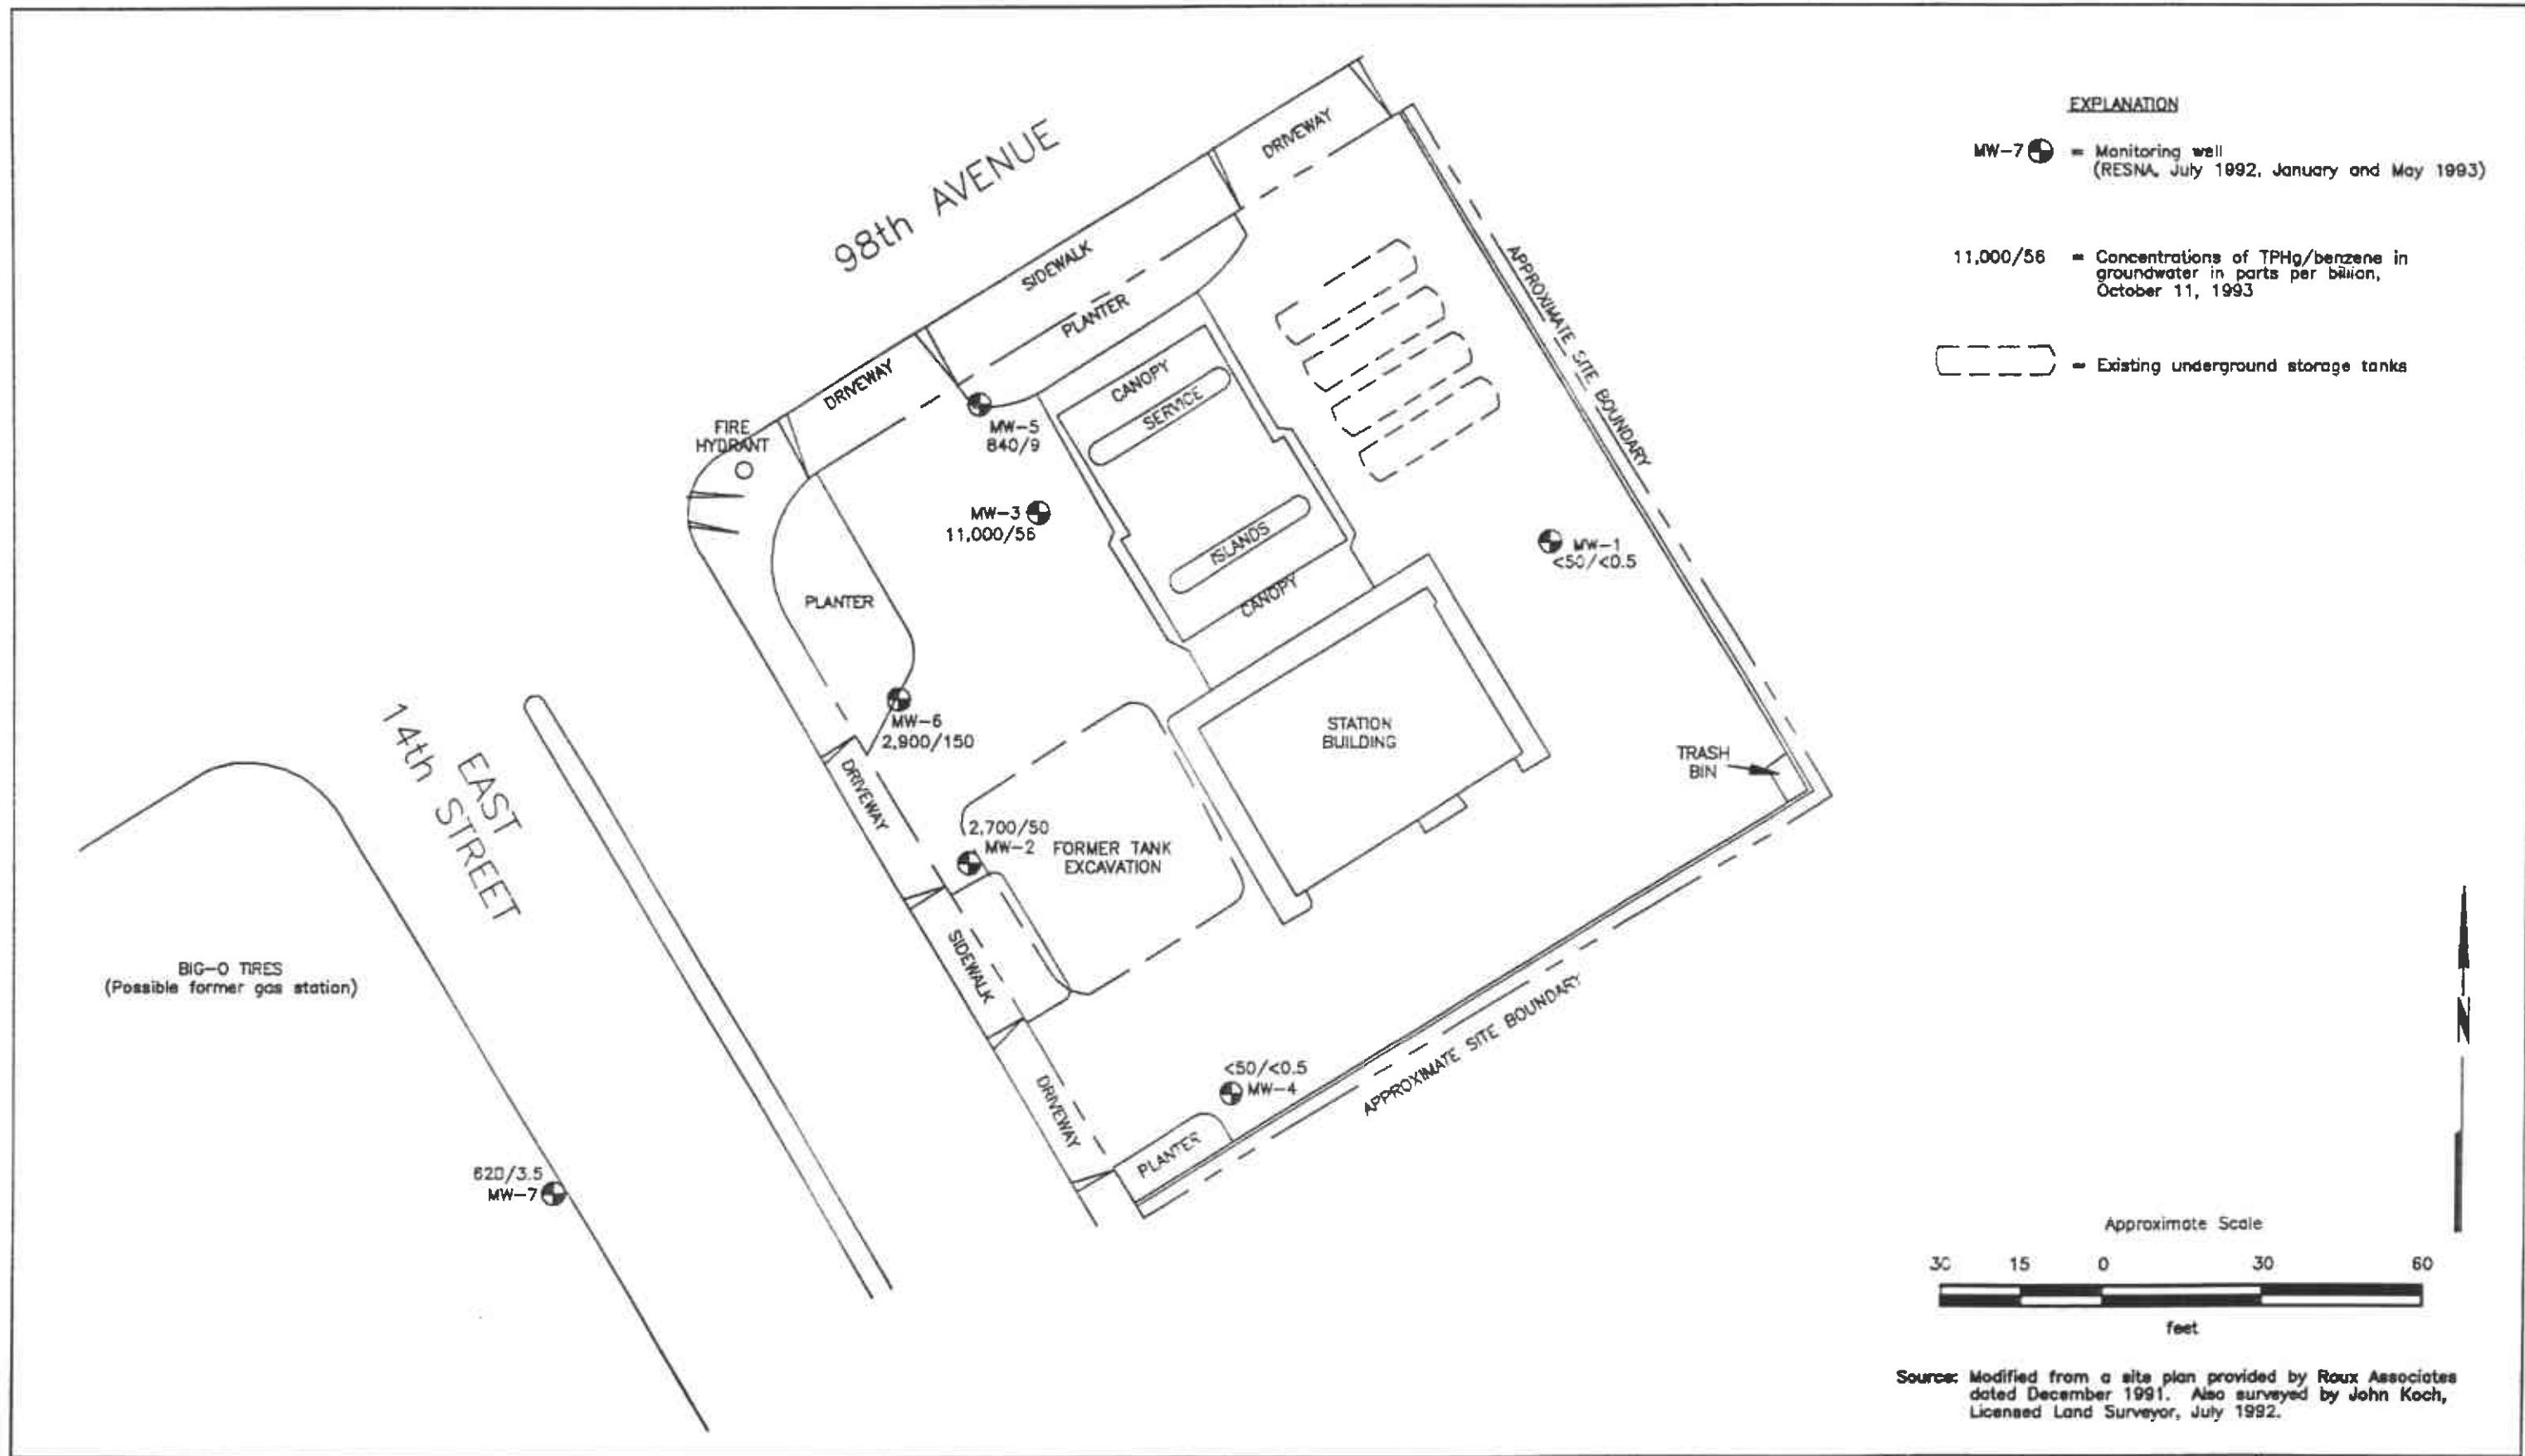 98th AVENUE
DRIVEWAY
SIDEWALK
PLANTER
DRIVEWAY
FIRE
HYDRANT
MW-5
840/9
CANOPY
SERVICE
ISLANDS
CANOPY
MW-3
11,000/56
PLANTER
APPROXIMATE SITE BOUNDARY
MW-1
<50/<0.5
MW-6
2,900/150
STATION
BUILDING
TRASH
BIN
DRIVEWAY
2,700/50
MW-2
FORMER TANK
EXCAVATION
SIDEWALK
EAST
14th STREET
BIG-O TIRES
(Possible former gas station)
DRIVEWAY
<50/<0.5
MW-4
PLANTER
APPROXIMATE SITE BOUNDARY
620/3.5
MW-7
EXPLANATION
MW-7 = Monitoring well
(RESNA, July 1992, January and May 1993)
11,000/56 = Concentrations of TPHg/benzene in
groundwater in parts per billion,
October 11, 1993
= Existing underground storage tanks
N
Approximate Scale
30 15 0 30 60
feet
Source: Modified from a site plan provided by Roux Associates
dated December 1991. Also surveyed by John Koch,
Licensed Land Surveyor, July 1992.